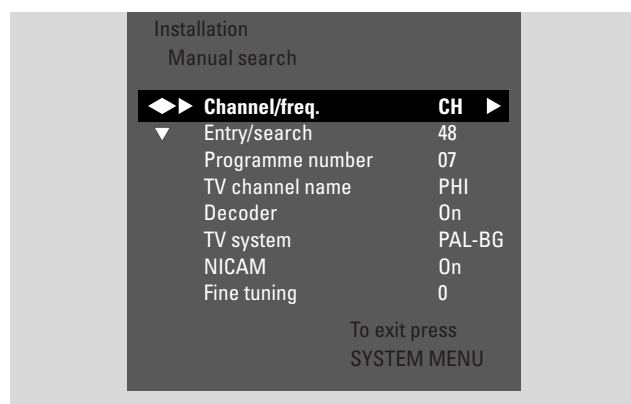 Installation
Manual search
Channel/freq. CH
Entry/search 48
Programme number 07
TV channel name PHI
Decoder On
TV system PAL-BG
NICAM On
Fine tuning 0
To exit press
SYSTEM MENU